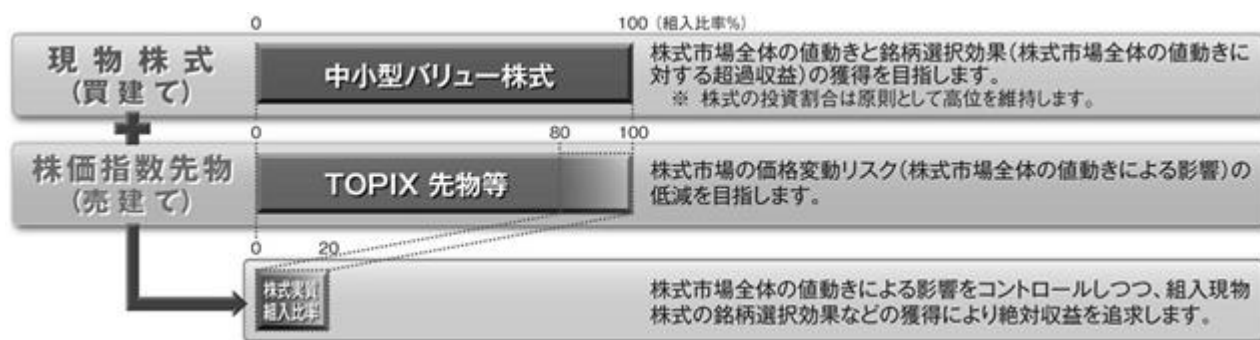 0 100 (組入比率%)
現物株式
(買建て)
中小型バリュー株式
株式市場全体の値動きと銘柄選択効果(株式市場全体の値動きに
対する超過収益)の獲得を目指します。
※ 株式の投資割合は原則として高位を維持します。
0 80 100
株価指数先物
(売建て)
TOPIX 先物等
株式市場の価格変動リスク(株式市場全体の値動きによる影響)の
低減を目指します。
0 20
株式実質
組入比率
株式市場全体の値動きによる影響をコントロールしつつ、組入現物
株式の銘柄選択効果などの獲得により絶対収益を追求します。